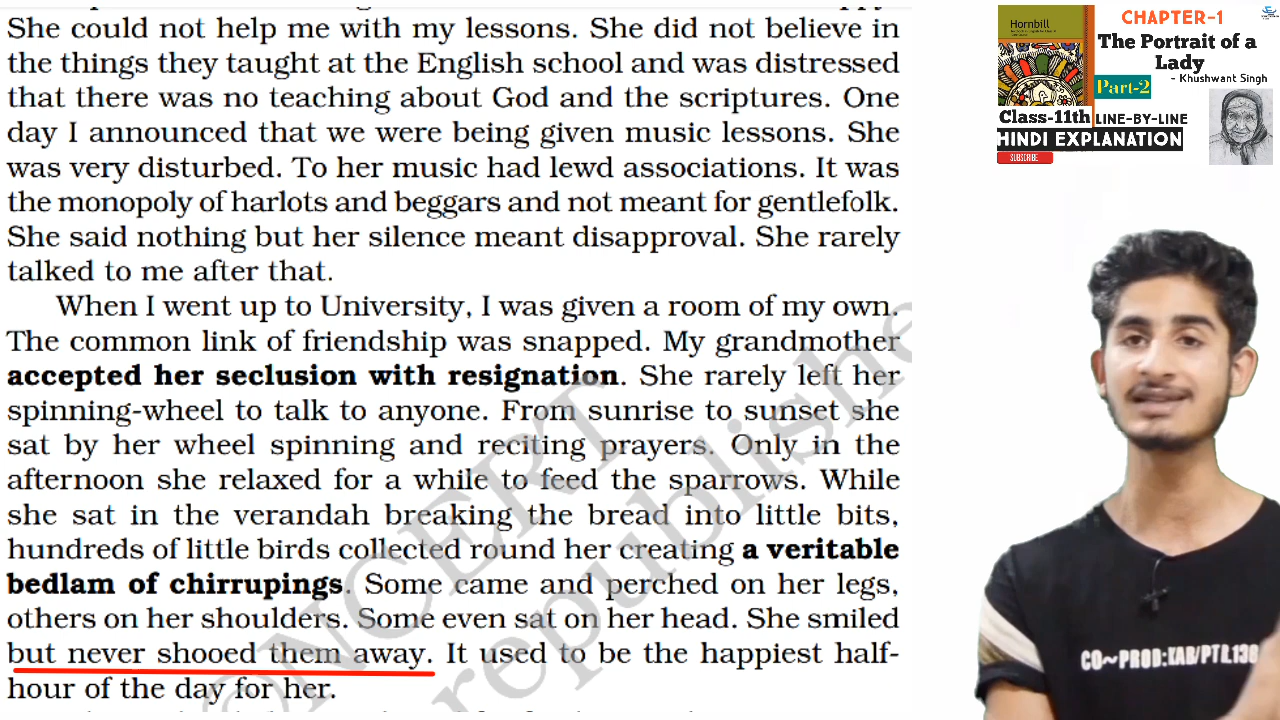 She could not help me with my lessons. She did not believe in
the things they taught at the English school and was distressed
that there was no teaching about God and the scriptures. One
day I announced that we were being given music lessons. She
was very disturbed. To her music had lewd associations. It was
the monopoly of harlots and beggars and not meant for gentlefolk.
She said nothing but her silence meant disapproval. She rarely
talked to me after that.
When I went up to University, I was given a room of my own.
The common link of friendship was snapped. My grandmother
accepted her seclusion with resignation. She rarely left her
spinning-wheel to talk to anyone. From sunrise to sunset she
sat by her wheel spinning and reciting prayers. Only in the
afternoon she relaxed for a while to feed the sparrows. While
she sat in the verandah breaking the bread into little bits,
hundreds of little birds collected round her creating a veritable
bedlam of chirrupings. Some came and perched on her legs,
others on her shoulders. Some even sat on her head. She smiled
but never shooed them away. It used to be the happiest half-
hour of the day for her.
©NCERT
republishe
Hornbill
CHAPTER-1
The Portrait of a
Lady
- Khushwant Singh
Part-2
Class-11th LINE-BY-LINE
HINDI EXPLANATION
SUBSCRIBE